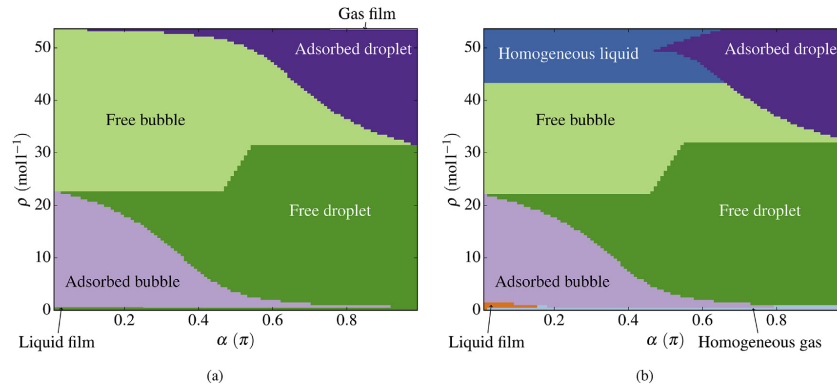 Gas film
50
40
30
20
10
0
ρ (mol l⁻¹)
Adsorbed droplet
Free bubble
Free droplet
Adsorbed bubble
0.2 0.4 0.6 0.8
Liquid film
α (π)
(a)
50
40
30
20
10
0
ρ (mol l⁻¹)
Homogeneous liquid
Adsorbed droplet
Free bubble
Free droplet
Adsorbed bubble
0.2 0.4 0.6 0.8
Liquid film
α (π)
Homogeneous gas
(b)